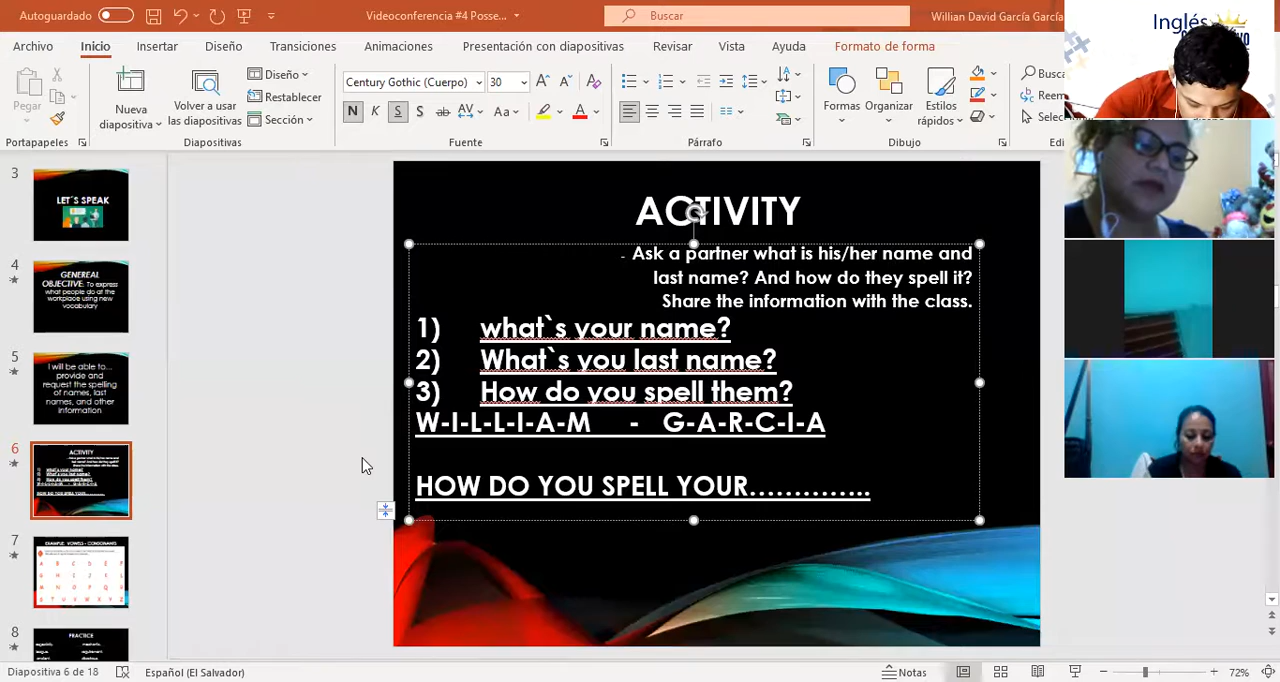 Autoguardado
Videoconferencia #4 Posse...
Buscar
Willian David García García
Inglés
Archivo Inicio Insertar Diseño Transiciones Animaciones Presentación con diapositivas Revisar Vista Ayuda Formato de forma
Pegar
Nueva diapositiva
Volver a usar las diapositivas
Diseño
Restablecer
Sección
Century Gothic (Cuerpo) 30
N K S S ab AV Aa A
Formas
Organizar
Estilos rápidos
Busca
Reem
Selec
Portapapeles Diapositivas Fuente Párrafo Dibujo Edi
3
LET´S SPEAK
4
GENEREAL
OBJECTIVE: To express
what people do at the
workplace using new
vocabulary
5
I will be able to...
provide and
request the spelling
of names, last
names, and other
information
6
ACTIVITY
7
EXAMPLE: VOWELS - CONSONANTS
8
PRACTICE
ACTIVITY
- Ask a partner what is his/her name and
last name? And how do they spell it?
Share the information with the class.
1) what`s your name?
2) What`s you last name?
3) How do you spell them?
W-I-L-L-I-A-M - G-A-R-C-I-A
HOW DO YOU SPELL YOUR…………..
Diapositiva 6 de 18 Español (El Salvador) Notas 72%